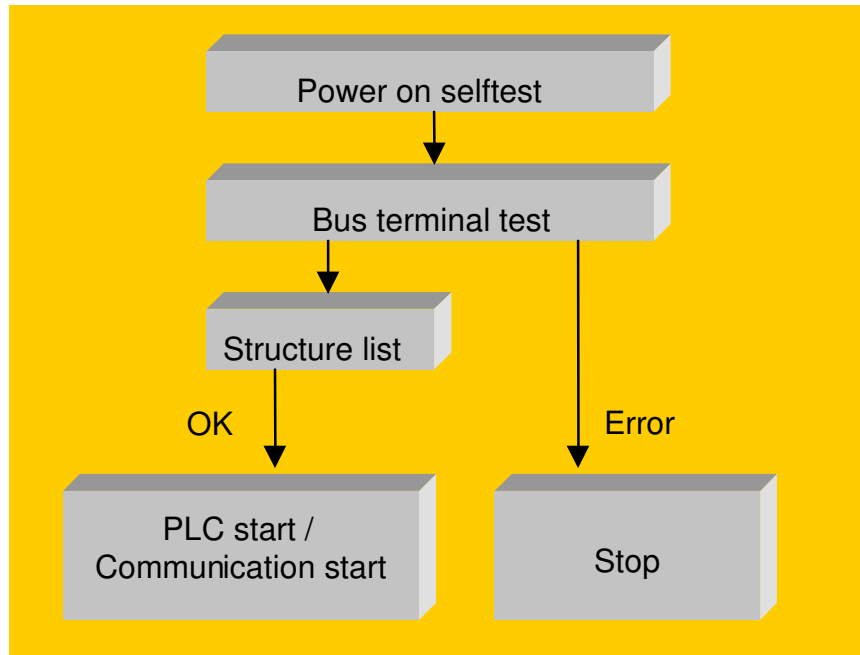 Power on selftest
Bus terminal test
Structure list
OK
Error
PLC start /
Communication start
Stop